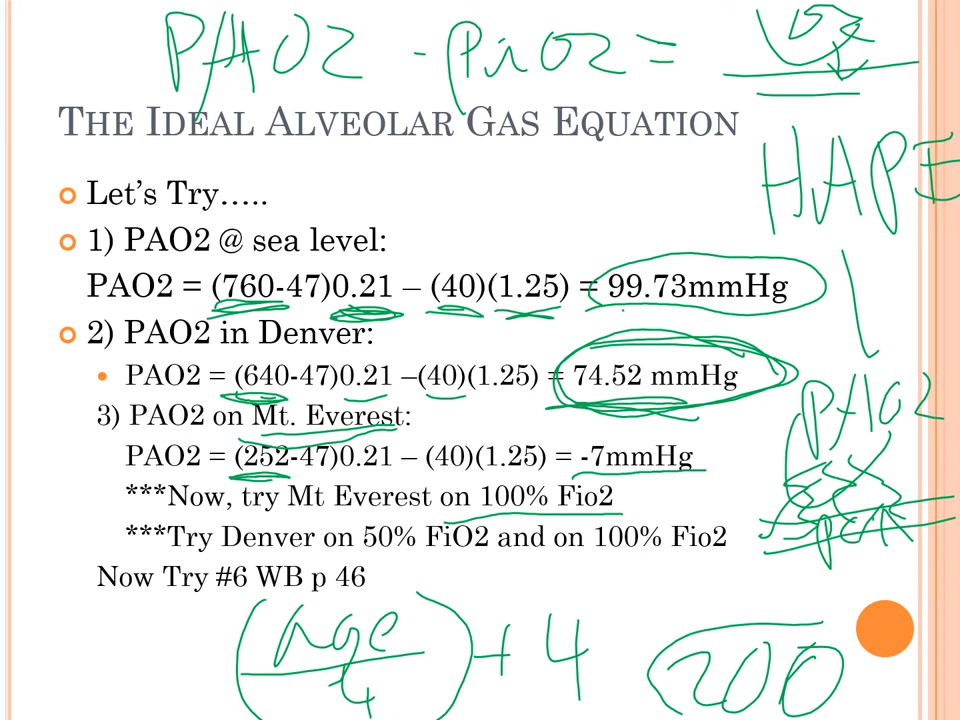 PAO2 - PiO2 =
THE IDEAL ALVEOLAR GAS EQUATION
HAPE
Let's Try…..
1) PAO2 @ sea level:
PAO2 = (760-47)0.21 – (40)(1.25) = 99.73mmHg
2) PAO2 in Denver:
PAO2 = (640-47)0.21 –(40)(1.25) = 74.52 mmHg
PAO2
3) PAO2 on Mt. Everest:
PAO2 = (252-47)0.21 – (40)(1.25) = -7mmHg
***Now, try Mt Everest on 100% Fio2
***Try Denver on 50% FiO2 and on 100% Fio2
Now Try #6 WB p 46
(Age/4) + 4
200